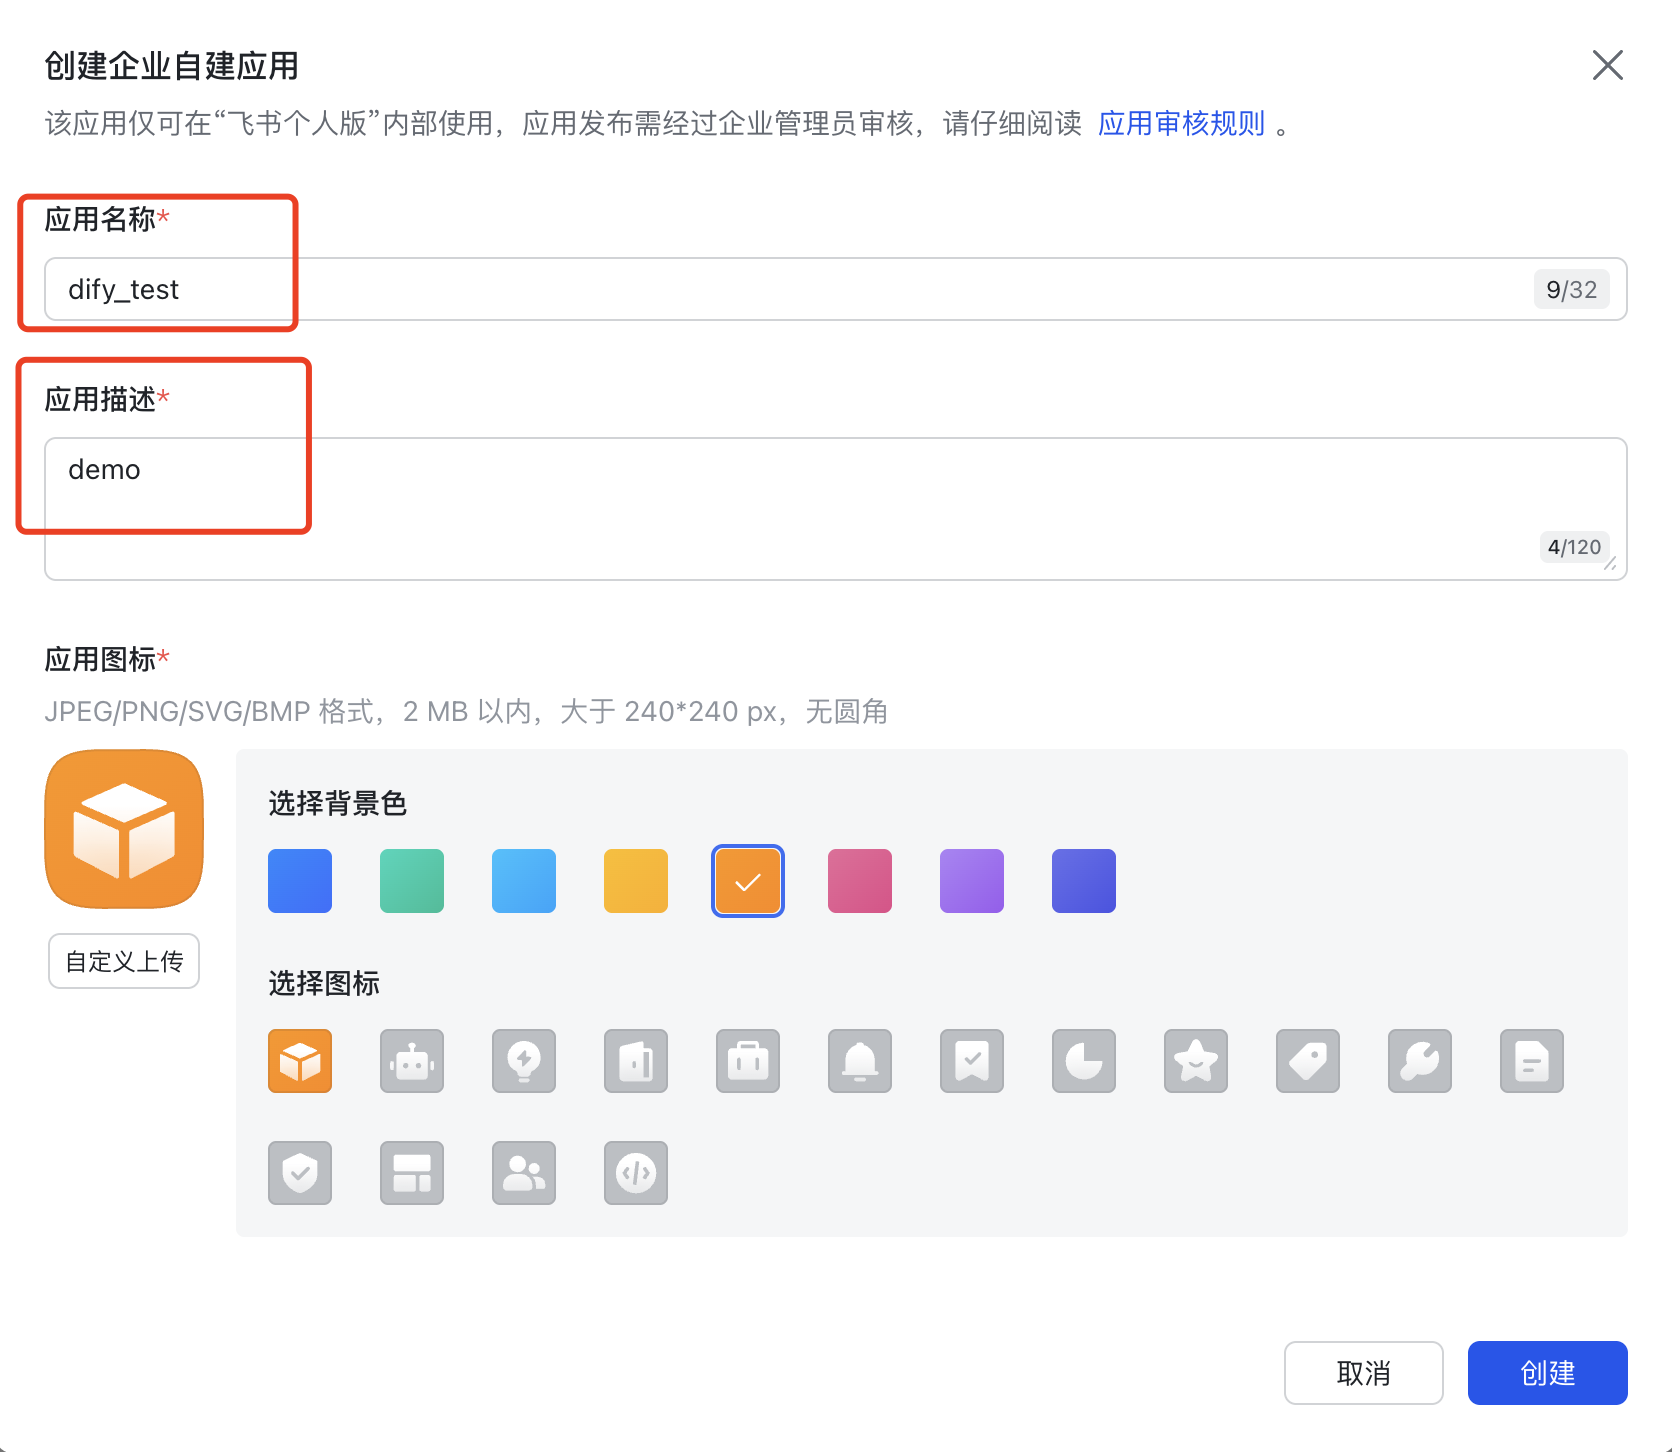 创建企业自建应用
该应用仅可在“飞书个人版”内部使用，应用发布需经过企业管理员审核，请仔细阅读 应用审核规则 。
应用名称*
dify_test
9/32
应用描述*
demo
4/120
应用图标*
JPEG/PNG/SVG/BMP 格式，2 MB 以内，大于 240*240 px，无圆角
选择背景色
自定义上传
选择图标
取消
创建